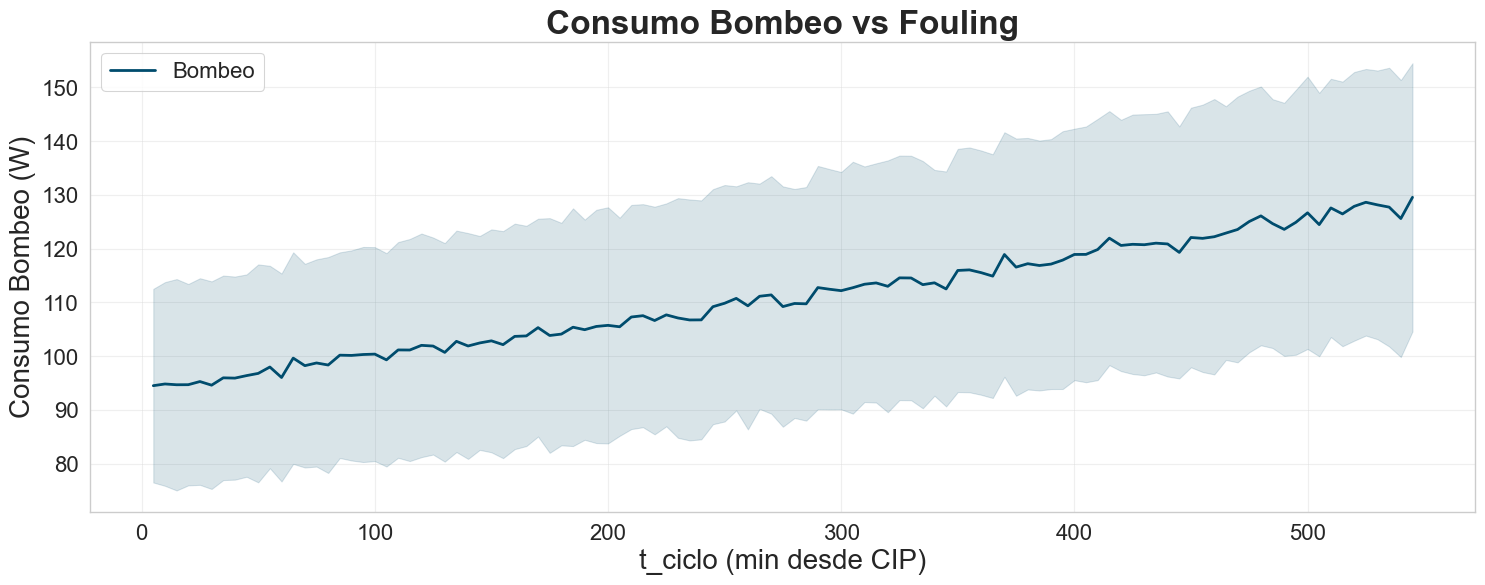 Consumo Bombeo vs Fouling
Bombeo
Consumo Bombeo (W)
150
140
130
120
110
100
90
80
0 100 200 300 400 500
t_ciclo (min desde CIP)